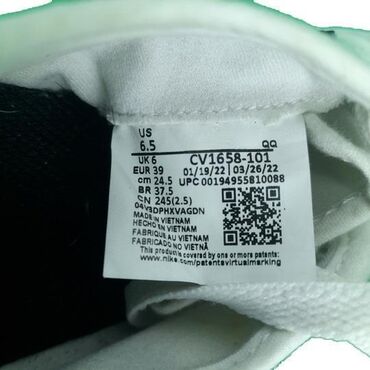 US
6.5 QQ
UK 6 CV1658-101
EUR 39 01/19/22 03/26/22
cm 24.5 UPC 00194955810088
BR 37.5
CN 245(2.5)
04Y3DPHXVAGDN
MADE IN VIETNAM
HECHO EN VIETNAM
FABRIQUE AU VIETNAM
FABRICADO NO VIETNÃ
This product is covered by one or more patents:
www.nike.com/patentsvirtualmarking